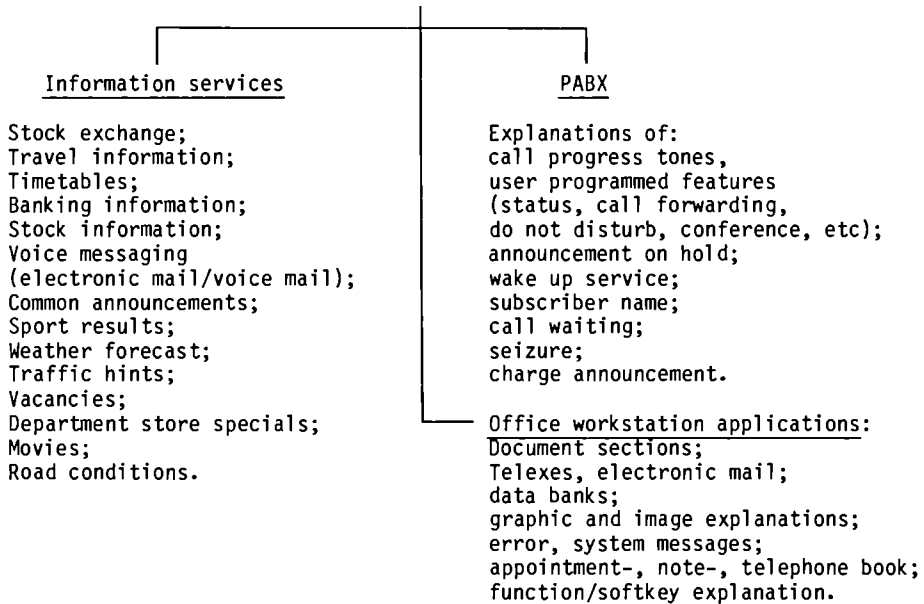 Information services
Stock exchange;
Travel information;
Timetables;
Banking information;
Stock information;
Voice messaging
(electronic mail/voice mail);
Common announcements;
Sport results;
Weather forecast;
Traffic hints;
Vacancies;
Department store specials;
Movies;
Road conditions.
PABX
Explanations of:
call progress tones,
user programmed features
(status, call forwarding,
do not disturb, conference, etc);
announcement on hold;
wake up service;
subscriber name;
call waiting;
seizure;
charge announcement.
Office workstation applications:
Document sections;
Telexes, electronic mail;
data banks;
graphic and image explanations;
error, system messages;
appointment-, note-, telephone book;
function/softkey explanation.